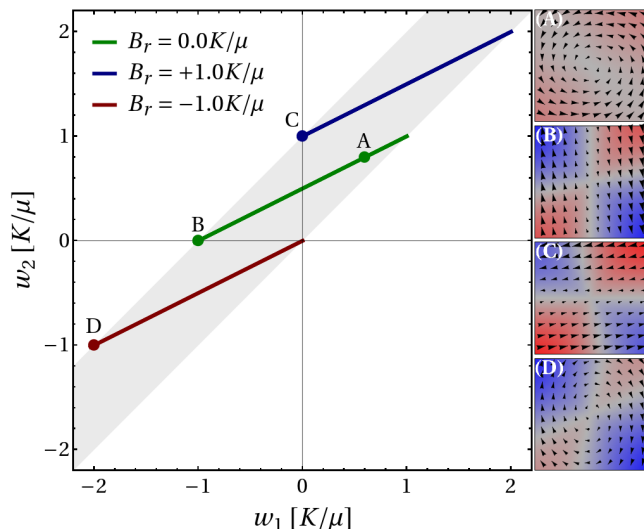 B_r = 0.0K/μ
B_r = +1.0K/μ
B_r = −1.0K/μ
A
B
C
D
2
1
0
−1
−2
w_2 [K/μ]
−2
−1
0
1
2
w_1 [K/μ]
(A)
(B)
(C)
(D)